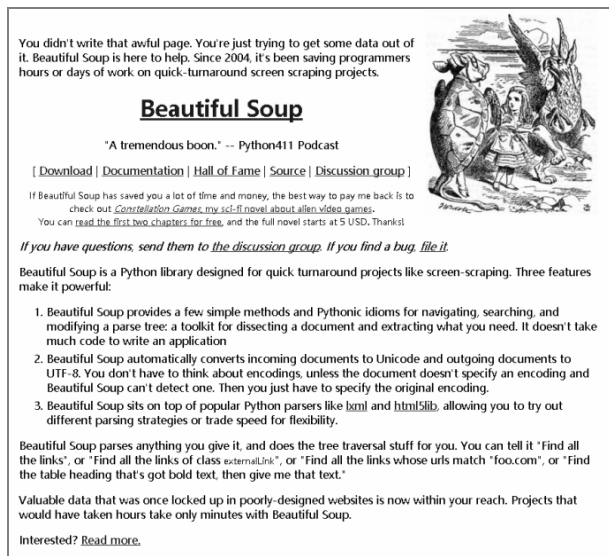 You didn't write that awful page. You're just trying to get some data out of
it. Beautiful Soup is here to help. Since 2004, it's been saving programmers
hours or days of work on quick-turnaround screen scraping projects.
Beautiful Soup
"A tremendous boon." -- Python411 Podcast
[ Download | Documentation | Hall of Fame | Source | Discussion group ]
If Beautiful Soup has saved you a lot of time and money, the best way to pay me back is to
check out Constellation Games, my sci-fi novel about alien video games.
You can read the first two chapters for free, and the full novel starts at 5 USD. Thanks!
If you have questions, send them to the discussion group. If you find a bug, file it.
Beautiful Soup is a Python library designed for quick turnaround projects like screen-scraping. Three features
make it powerful:
1. Beautiful Soup provides a few simple methods and Pythonic idioms for navigating, searching, and
modifying a parse tree: a toolkit for dissecting a document and extracting what you need. It doesn't take
much code to write an application
2. Beautiful Soup automatically converts incoming documents to Unicode and outgoing documents to
UTF-8. You don't have to think about encodings, unless the document doesn't specify an encoding and
Beautiful Soup can't detect one. Then you just have to specify the original encoding.
3. Beautiful Soup sits on top of popular Python parsers like lxml and html5lib, allowing you to try out
different parsing strategies or trade speed for flexibility.
Beautiful Soup parses anything you give it, and does the tree traversal stuff for you. You can tell it "Find all
the links", or "Find all the links of class externalLink", or "Find all the links whose urls match "foo.com", or "Find
the table heading that's got bold text, then give me that text."
Valuable data that was once locked up in poorly-designed websites is now within your reach. Projects that
would have taken hours take only minutes with Beautiful Soup.
Interested? Read more.